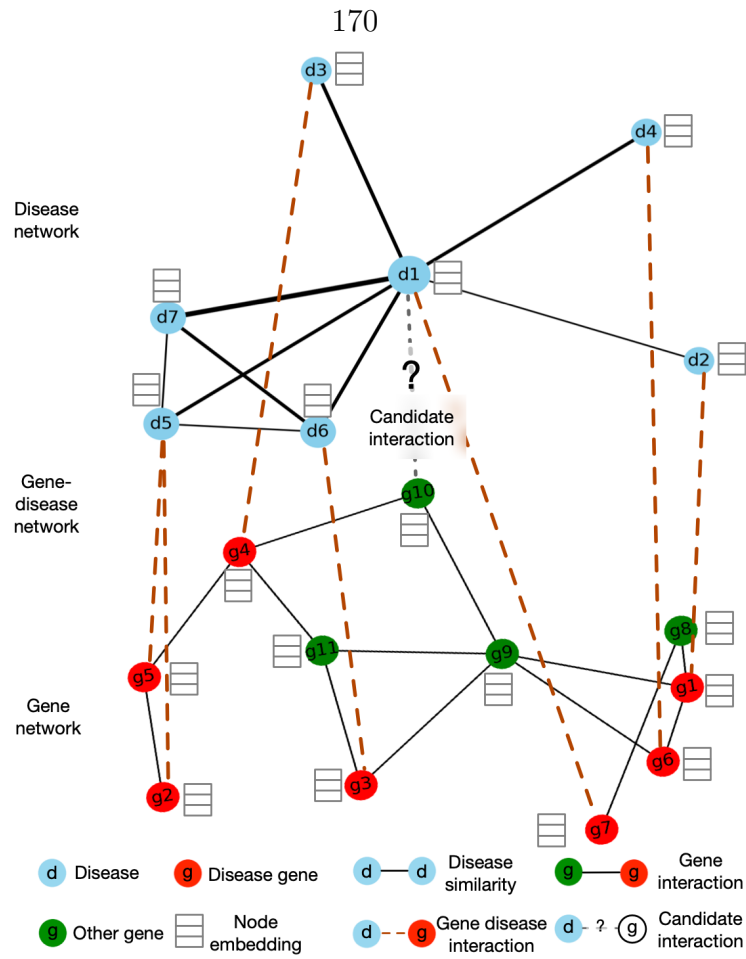 170
d3
d4
Disease
network
d1
d7
d2
d5
d6
?
Candidate
interaction
Gene-
disease
network
g10
g4
g8
g11
g9
g5
g1
Gene
network
g6
g3
g2
g7
d Disease
g Disease gene
d d Disease
similarity
g g Gene
interaction
g Other gene
Node
embedding
d g Gene disease
interaction
d ? g Candidate
interaction